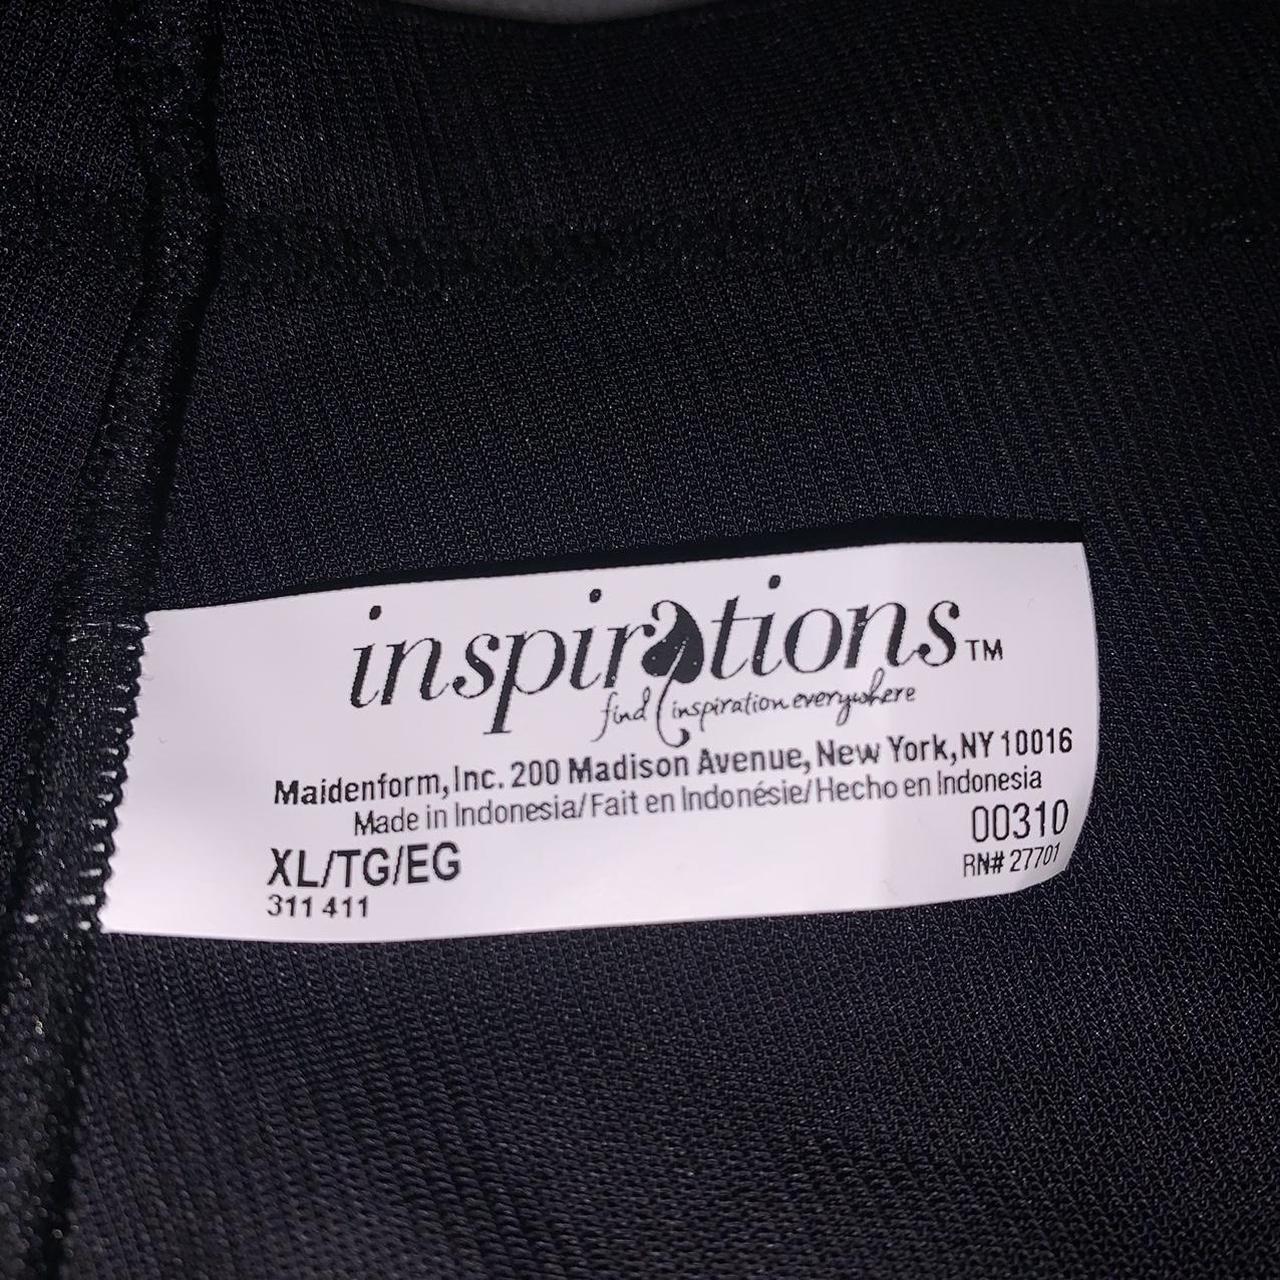 inspirations™
find inspiration everywhere
Maidenform, Inc. 200 Madison Avenue, New York, NY 10016
Made in Indonesia/Fait en Indonésie/Hecho en Indonesia
XL/TG/EG
00310
311 411
RN# 27701